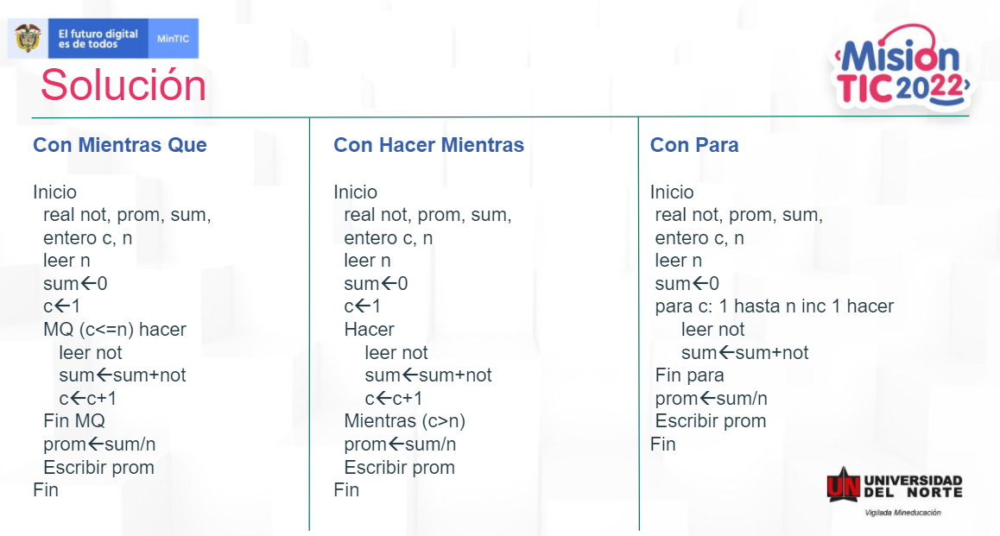 El futuro digital
es de todos
MinTIC
Misión
TIC 2022
Solución
Con Mientras Que
Inicio
real not, prom, sum,
entero c, n
leer n
sum←0
c←1
MQ (c<=n) hacer
leer not
sum←sum+not
c←c+1
Fin MQ
prom←sum/n
Escribir prom
Fin
Con Hacer Mientras
Inicio
real not, prom, sum,
entero c, n
leer n
sum←0
c←1
Hacer
leer not
sum←sum+not
c←c+1
Mientras (c>n)
prom←sum/n
Escribir prom
Fin
Con Para
Inicio
real not, prom, sum,
entero c, n
leer n
sum←0
para c: 1 hasta n inc 1 hacer
leer not
sum←sum+not
Fin para
prom←sum/n
Escribir prom
Fin
UN UNIVERSIDAD
DEL NORTE
Vigilada Mineducación